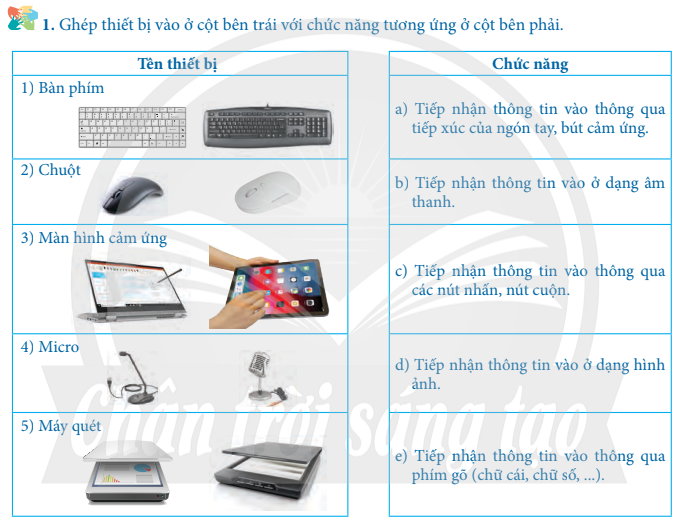 1. Ghép thiết bị vào ở cột bên trái với chức năng tương ứng ở cột bên phải.
Tên thiết bị
1) Bàn phím
2) Chuột
3) Màn hình cảm ứng
4) Micro
5) Máy quét
Chức năng
a) Tiếp nhận thông tin vào thông qua
tiếp xúc của ngón tay, bút cảm ứng.
b) Tiếp nhận thông tin vào ở dạng âm
thanh.
c) Tiếp nhận thông tin vào thông qua
các nút nhấn, nút cuộn.
d) Tiếp nhận thông tin vào ở dạng hình
ảnh.
e) Tiếp nhận thông tin vào thông qua
phím gõ (chữ cái, chữ số, ...).
Chân trời sáng tạo